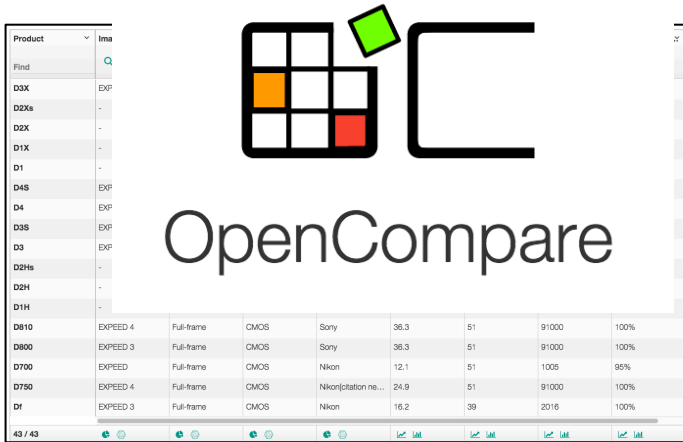 Product Ima
Find
D3X EXP
D2Xs -
D2X -
D1X -
D1 -
D4S EXP
D4 EXP
D3S EXP
D3 EXP
D2Hs -
D2H -
D1H -
OpenCompare
D810 EXPEED 4 Full-frame CMOS Sony 36.3 51 91000 100%
D800 EXPEED 3 Full-frame CMOS Sony 36.3 51 91000 100%
D700 EXPEED Full-frame CMOS Nikon 12.1 51 1005 95%
D750 EXPEED 4 Full-frame CMOS Nikon[citation ne... 24.9 51 91000 100%
Df EXPEED 3 Full-frame CMOS Nikon 16.2 39 2016 100%
43 / 43